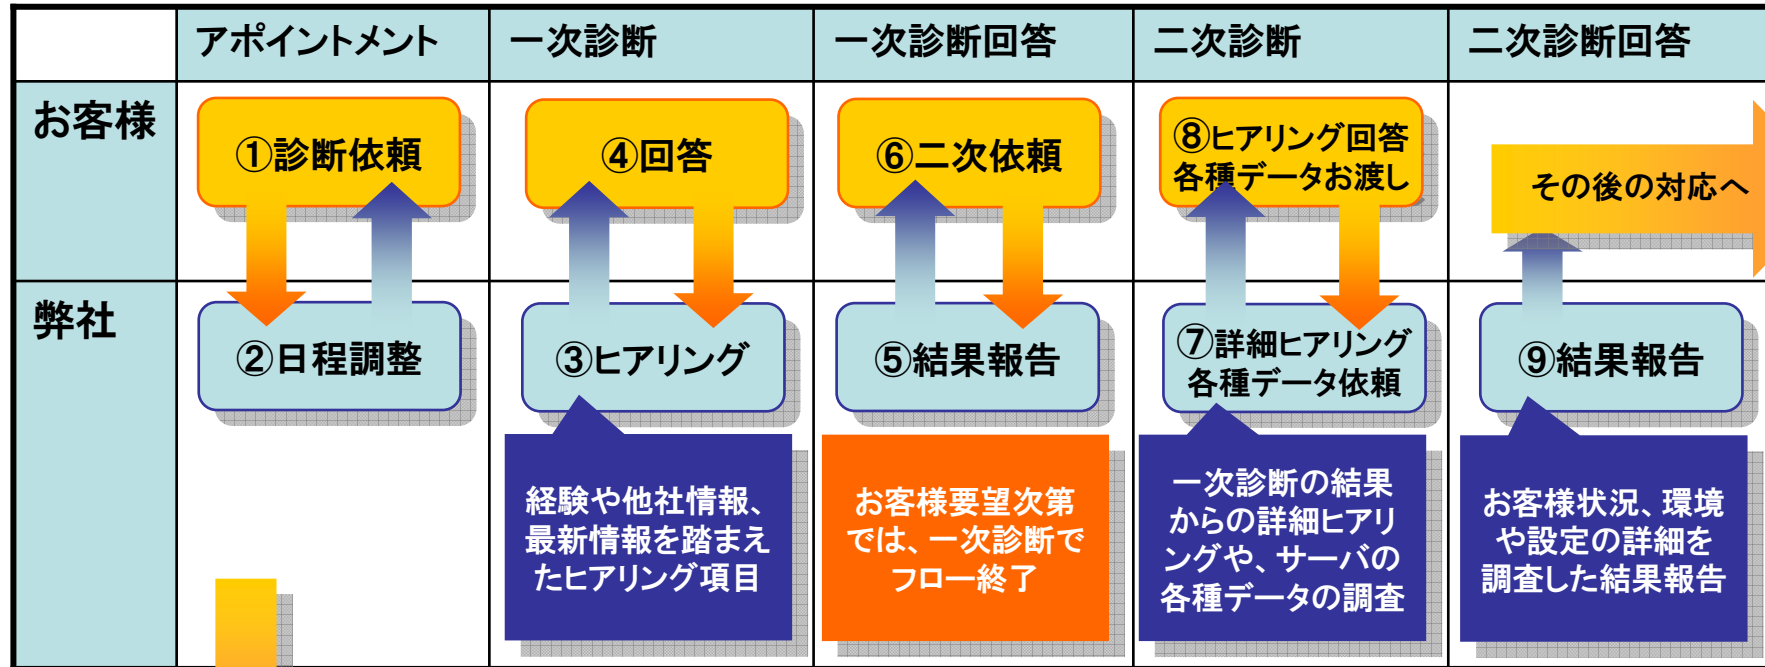 アポイントメント
一次診断
一次診断回答
二次診断
二次診断回答
お客様
①診断依頼
④回答
⑥二次依頼
⑧ヒアリング回答
各種データお渡し
その後の対応へ
弊社
②日程調整
③ヒアリング
⑤結果報告
⑦詳細ヒアリング
各種データ依頼
⑨結果報告
経験や他社情報、
最新情報を踏まえ
たヒアリング項目
お客様要望次第
では、一次診断で
フロー終了
一次診断の結果
からの詳細ヒアリ
ングや、サーバの
各種データの調査
お客様状況、環境
や設定の詳細を
調査した結果報告